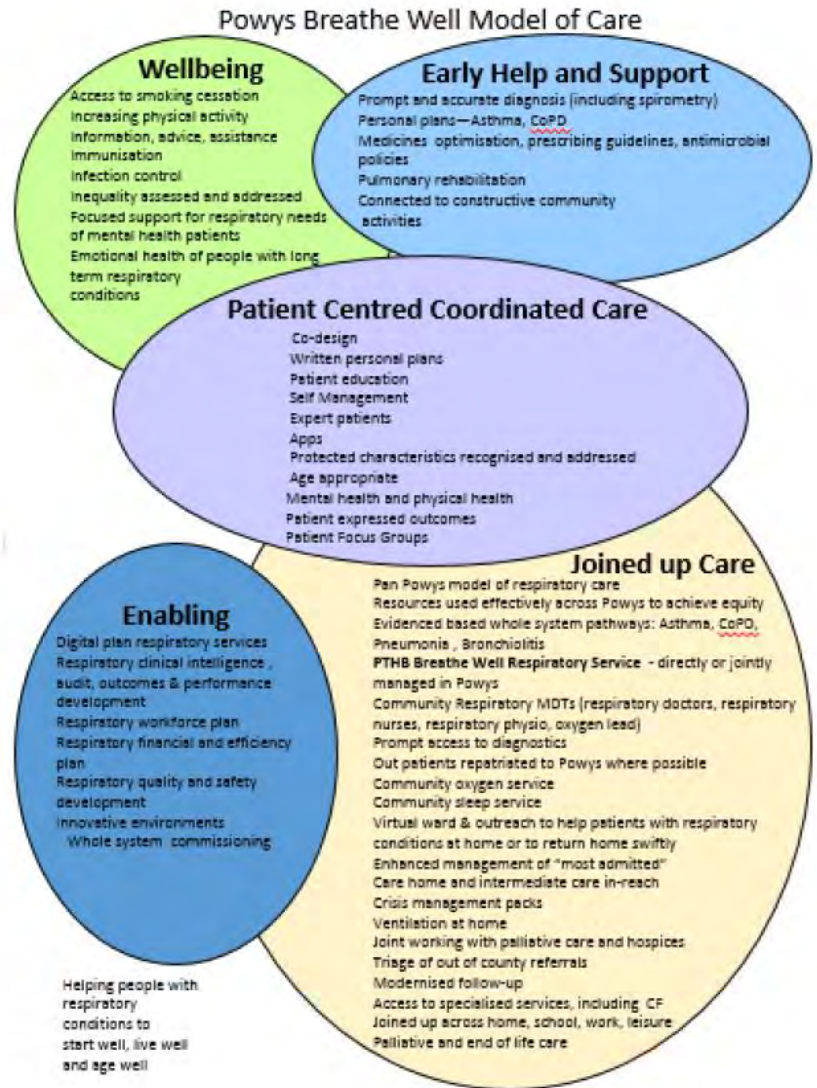 Powys Breathe Well Model of Care
Wellbeing
Access to smoking cessation
Increasing physical activity
Information, advice, assistance
Immunisation
Infection control
Inequality assessed and addressed
Focused support for respiratory needs
of mental health patients
Emotional health of people with long
term respiratory
conditions
Early Help and Support
Prompt and accurate diagnosis (including spirometry)
Personal plans—Asthma, CoPD
Medicines optimisation, prescribing guidelines, antimicrobial
policies
Pulmonary rehabilitation
Connected to constructive community
activities
Patient Centred Coordinated Care
Co-design
Written personal plans
Patient education
Self Management
Expert patients
Apps
Protected characteristics recognised and addressed
Age appropriate
Mental health and physical health
Patient expressed outcomes
Patient Focus Groups
Joined up Care
Pan Powys model of respiratory care
Resources used effectively across Powys to achieve equity
Evidenced based whole system pathways: Asthma, CoPD,
Pneumonia , Bronchiolitis
PTHB Breathe Well Respiratory Service - directly or jointly
managed in Powys
Community Respiratory MDTs (respiratory doctors, respiratory
nurses, respiratory physio, oxygen lead)
Prompt access to diagnostics
Out patients repatriated to Powys where possible
Community oxygen service
Community sleep service
Virtual ward & outreach to help patients with respiratory
conditions at home or to return home swiftly
Enhanced management of "most admitted"
Care home and intermediate care in-reach
Crisis management packs
Ventilation at home
Joint working with palliative care and hospices
Triage of out of county referrals
Modernised follow-up
Access to specialised services, including CF
Joined up across home, school, work, leisure
Palliative and end of life care
Enabling
Digital plan respiratory services
Respiratory clinical intelligence ,
audit, outcomes & performance
development
Respiratory workforce plan
Respiratory financial and efficiency
plan
Respiratory quality and safety
development
Innovative environments
Whole system commissioning
Helping people with
respiratory
conditions to
start well, live well
and age well